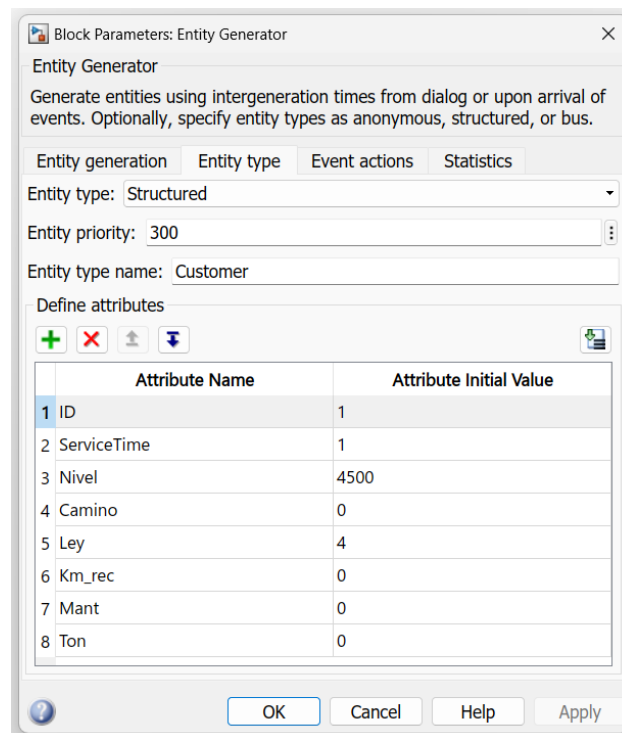 Block Parameters: Entity Generator
Entity Generator
Generate entities using intergeneration times from dialog or upon arrival of
events. Optionally, specify entity types as anonymous, structured, or bus.
Entity generation Entity type Event actions Statistics
Entity type: Structured
Entity priority: 300
Entity type name: Customer
Define attributes
Attribute Name Attribute Initial Value
1 ID 1
2 ServiceTime 1
3 Nivel 4500
4 Camino 0
5 Ley 4
6 Km_rec 0
7 Mant 0
8 Ton 0
OK Cancel Help Apply